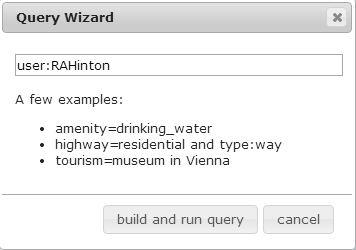 Query Wizard
user:RAHinton
A few examples:
• amenity=drinking_water
• highway=residential and type:way
• tourism=museum in Vienna
build and run query cancel